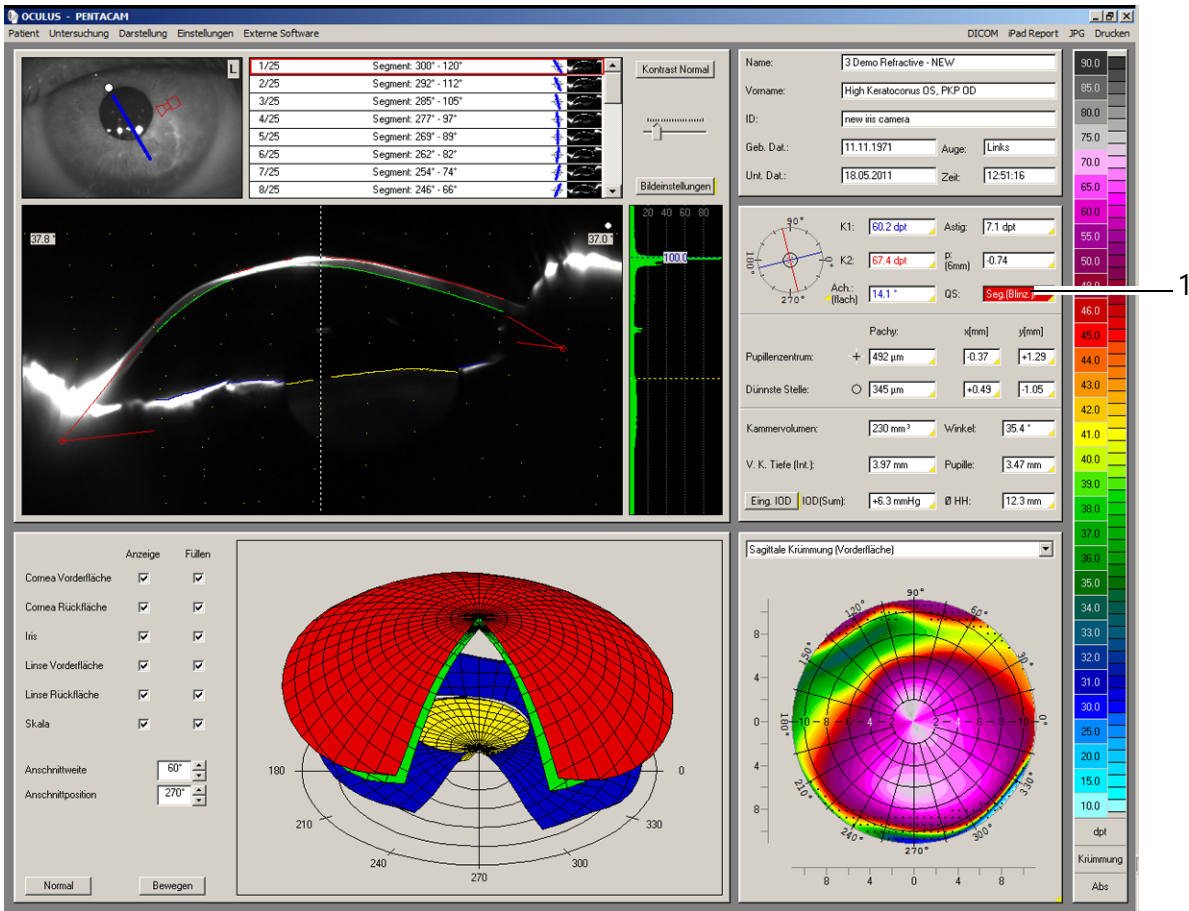 OCULUS - PENTACAM
Patient Untersuchung Darstellung Einstellungen Externe Software DICOM iPad Report JPG Drucken
L
1/25 Segment: 300° - 120°
2/25 Segment: 292° - 112°
3/25 Segment: 285° - 105°
4/25 Segment: 277° - 97°
5/25 Segment: 269° - 89°
6/25 Segment: 262° - 82°
7/25 Segment: 254° - 74°
8/25 Segment: 246° - 66°
Kontrast Normal
Bildeinstellungen
Name: 3 Demo Refractive - NEW
Vorname: High Keratoconus OS, PKP OD
ID: new iris camera
Geb. Dat.: 11.11.1971 Auge: Links
Unt. Dat.: 18.05.2011 Zeit: 12:51:16
37.8 °
37.0 °
20 40 60 80
100.0
90°
180°
0°
270°
K1: 60.2 dpt Astig: 7.1 dpt
K2: 67.4 dpt p: (6mm) -0.74
Ach.: (flach) 14.1 ° QS: Seg.(Blinz.)!
1
Pachy: x[mm] y[mm]
Pupillenzentrum: + 492 µm -0.37 +1.29
Dünnste Stelle: O 345 µm +0.49 -1.05
Kammervolumen: 230 mm³ Winkel: 35.4 °
V. K. Tiefe (Int.): 3.97 mm Pupille: 3.47 mm
Eing. IOD IOD(Sum): +6.3 mmHg Ø HH: 12.3 mm
Anzeige Füllen
Cornea Vorderfläche
Cornea Rückfläche
Iris
Linse Vorderfläche
Linse Rückfläche
Skala
Anschnittweite 60°
Anschnittposition 270°
Normal Bewegen
180
0
210
330
240
300
270
Sagittale Krümmung (Vorderfläche)
90°
120°
60°
150°
30°
180°
0°
210°
330°
240°
300°
270°
10 8 6 4 2 2 4 6 8 10
8
4
0
4
8
8 4 0 4 8
90.0
85.0
80.0
75.0
70.0
65.0
60.0
55.0
50.0
48.0
46.0
45.0
44.0
43.0
42.0
41.0
40.0
39.0
38.0
37.0
36.0
35.0
34.0
33.0
32.0
31.0
30.0
25.0
20.0
15.0
10.0
dpt
Krümmung
Abs